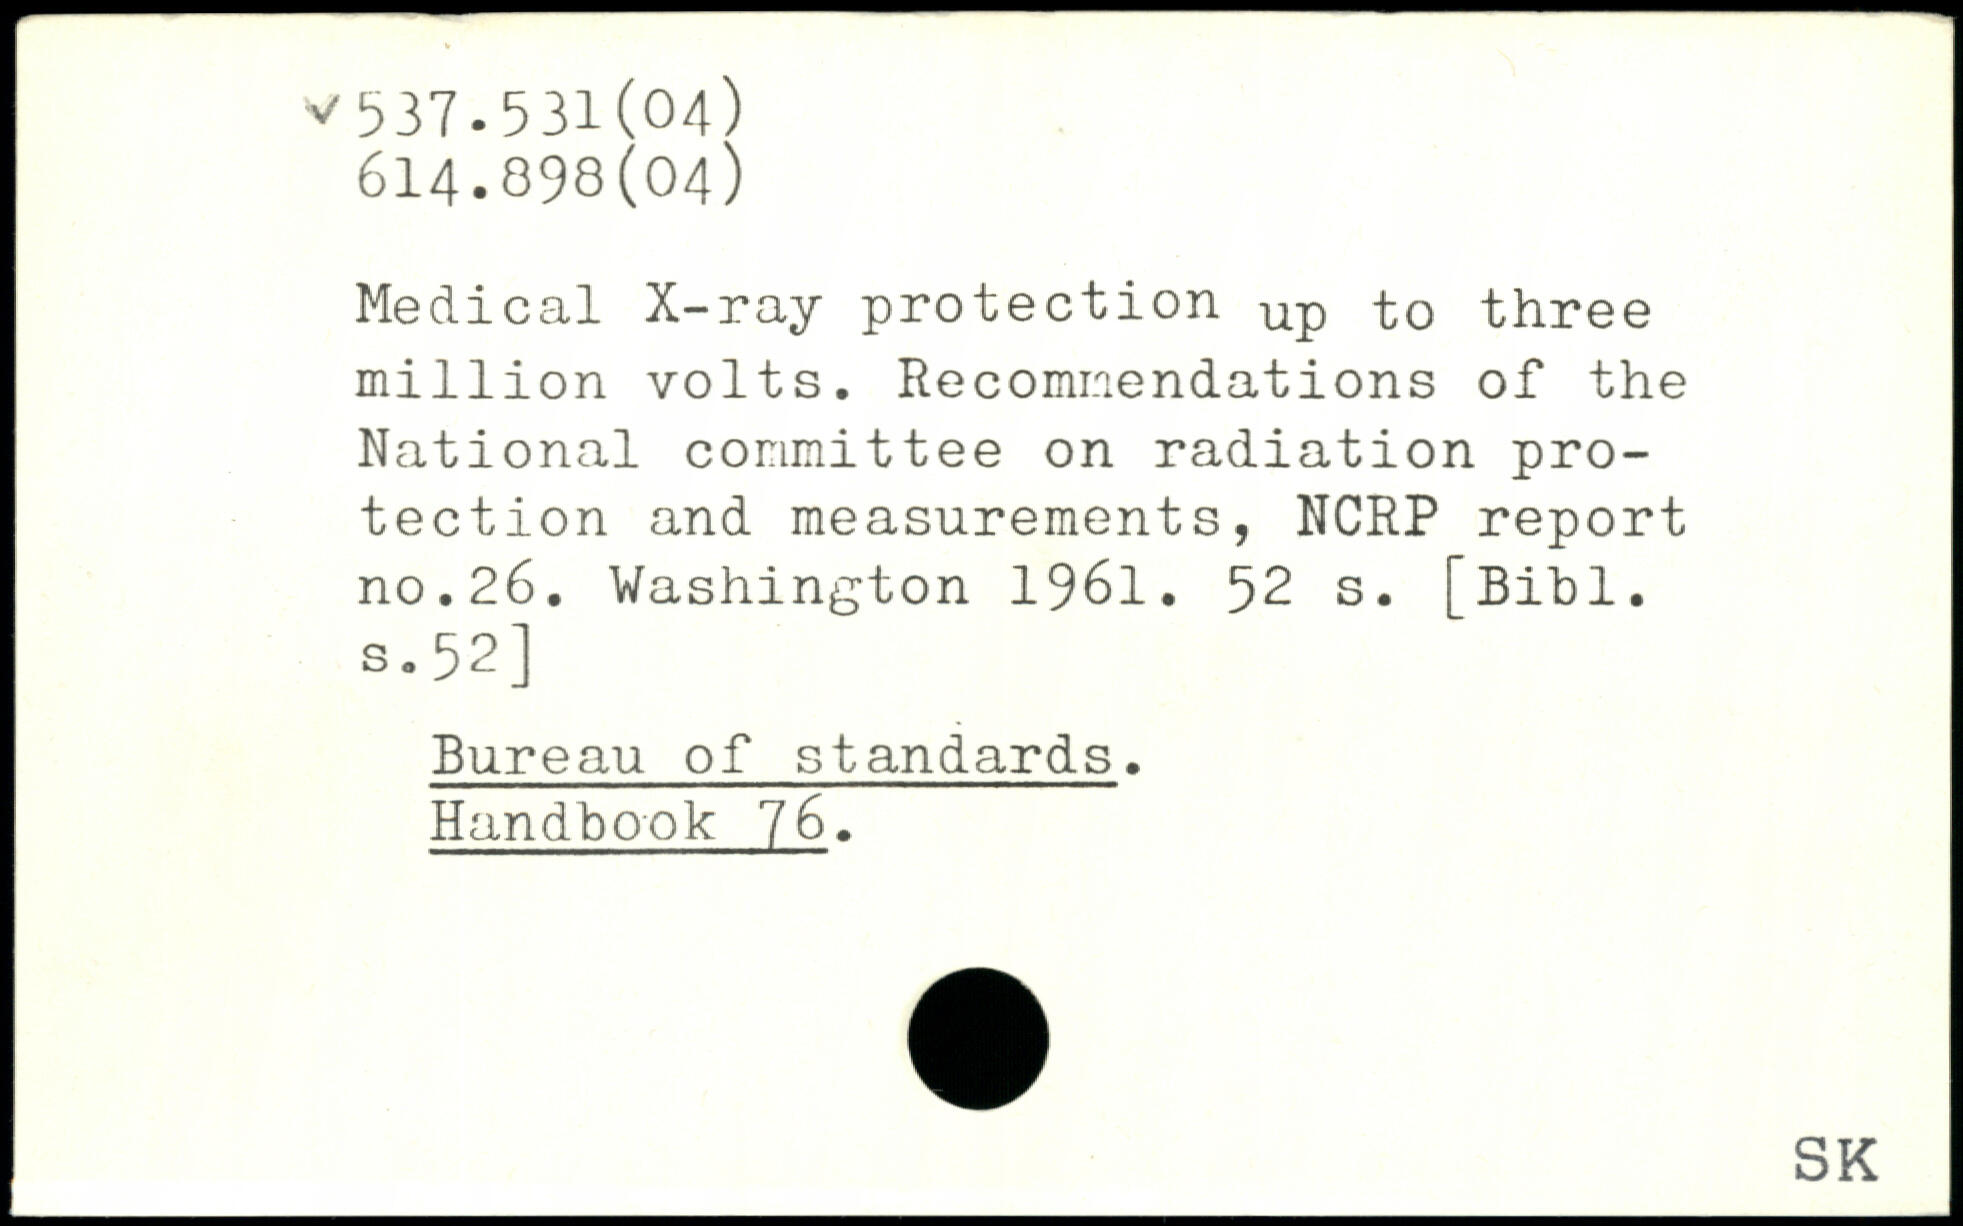 ✓ 537.531(04)
614.898(04)
Medical X-ray protection up to three
million volts. Recommendations of the
National committee on radiation pro-
tection and measurements, NCRP report
no.26. Washington 1961. 52 s. [Bibl.
s.52]
Bureau of standards.
Handbook 76.
SK